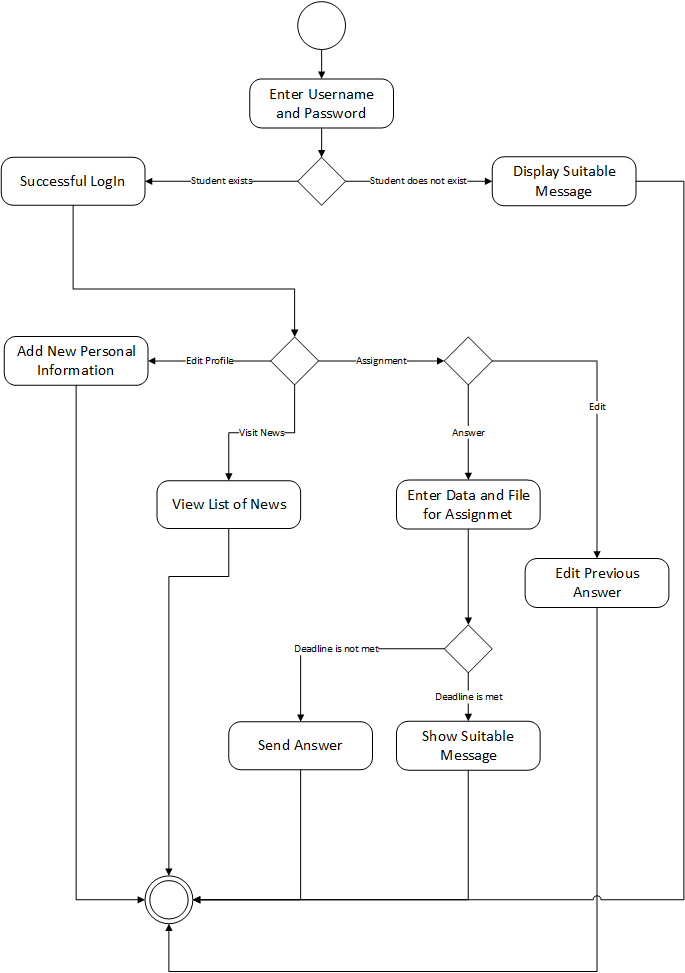 Enter Username
and Password
Successful LogIn
Student exists
Student does not exist
Display Suitable
Message
Add New Personal
Information
Edit Profile
Assignment
Edit
Visit News
Answer
View List of News
Enter Data and File
for Assignmet
Edit Previous
Answer
Deadline is not met
Deadline is met
Send Answer
Show Suitable
Message